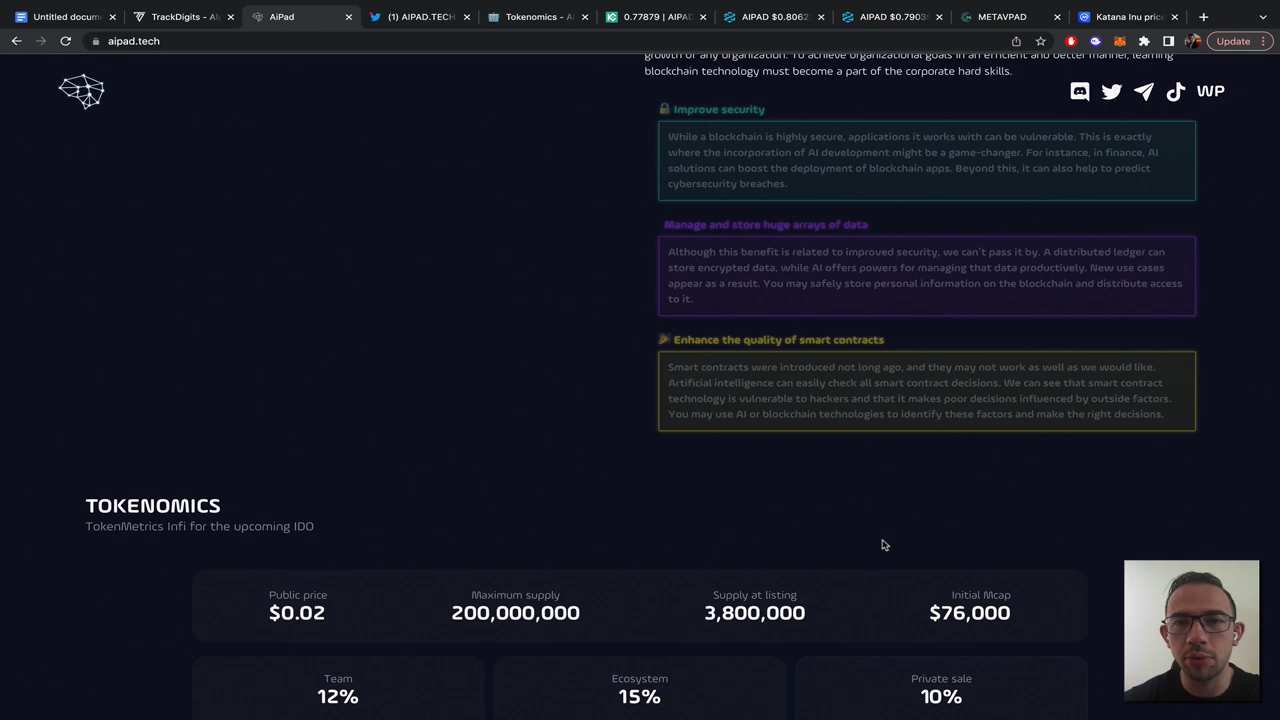 Untitled docume
TrackDigits - Al
AiPad
(1) AIPAD.TECH
Tokenomics - A
0.77879 | AIPAD
AIPAD $0.8062
AIPAD $0.7903
METAVPAD
Katana Inu price
aipad.tech
Update
growth of any organization. To achieve organizational goals in an efficient and better manner, learning
blockchain technology must become a part of the corporate hard skills.
WP
Improve security
While a blockchain is highly secure, applications it works with can be vulnerable. This is exactly
where the incorporation of AI development might be a game-changer. For instance, in finance, AI
solutions can boost the deployment of blockchain apps. Beyond this, it can also help to predict
cybersecurity breaches.
Manage and store huge arrays of data
Although this benefit is related to improved security, we can't pass it by. A distributed ledger can
store encrypted data, while AI offers powers for managing that data productively. New use cases
appear as a result. You may safely store personal information on the blockchain and distribute access
to it.
Enhance the quality of smart contracts
Smart contracts were introduced not long ago, and they may not work as well as we would like.
Artificial intelligence can easily check all smart contract decisions. We can see that smart contract
technology is vulnerable to hackers and that it makes poor decisions influenced by outside factors.
You may use AI or blockchain technologies to identify these factors and make the right decisions.
TOKENOMICS
TokenMetrics Infi for the upcoming IDO
Public price
$0.02
Maximum supply
200,000,000
Supply at listing
3,800,000
Initial Mcap
$76,000
Team
12%
Ecosystem
15%
Private sale
10%